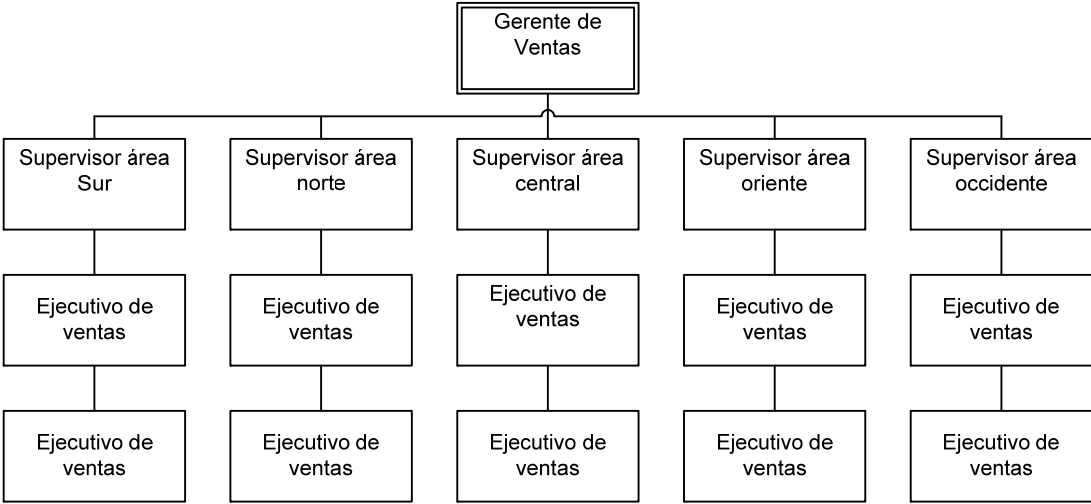 Gerente de
Ventas
Supervisor área
Sur
Supervisor área
norte
Supervisor área
central
Supervisor área
oriente
Supervisor área
occidente
Ejecutivo de
ventas
Ejecutivo de
ventas
Ejecutivo de
ventas
Ejecutivo de
ventas
Ejecutivo de
ventas
Ejecutivo de
ventas
Ejecutivo de
ventas
Ejecutivo de
ventas
Ejecutivo de
ventas
Ejecutivo de
ventas